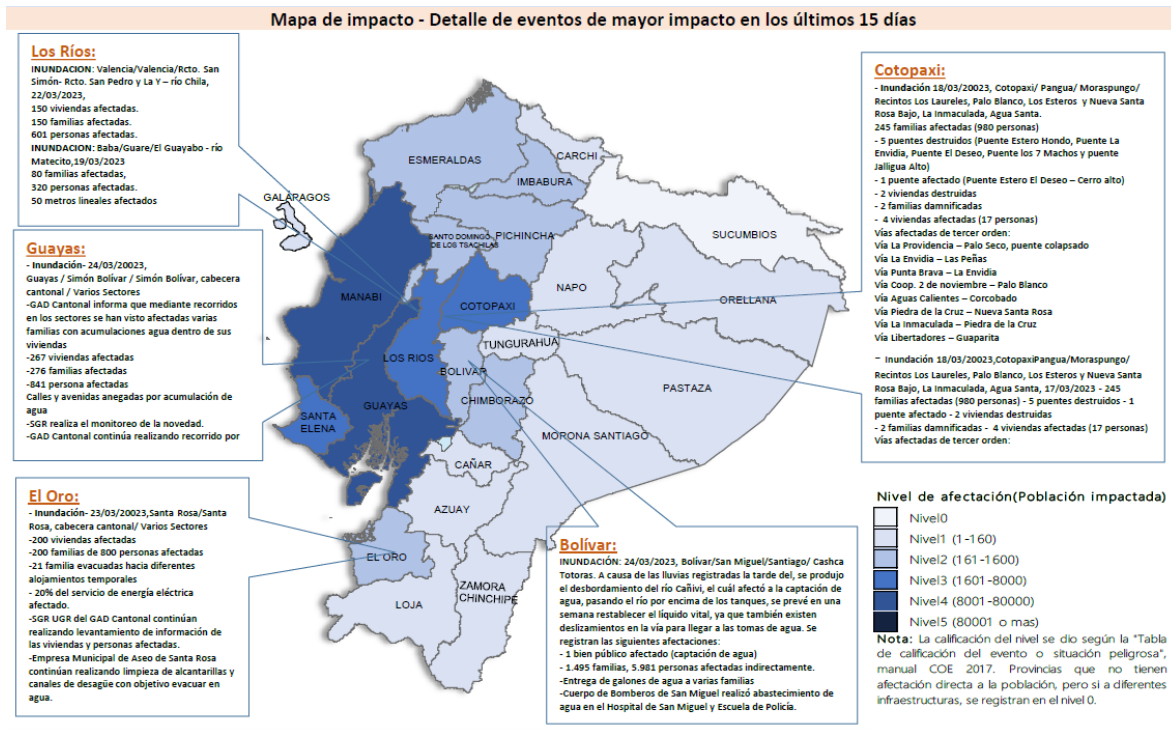 Mapa de impacto - Detalle de eventos de mayor impacto en los últimos 15 días
Los Ríos:
INUNDACION: Valencia/Valencia/Rcto. San
Simón- Rcto. San Pedro y La Y – río Chila,
22/03/2023,
150 viviendas afectadas.
150 familias afectadas.
601 personas afectadas.
INUNDACION: Baba/Guare/El Guayabo - río
Matecito,19/03/2023
80 familias afectadas,
320 personas afectadas.
50 metros lineales afectados
Guayas:
- Inundación- 24/03/20023,
Guayas / Simón Bolívar / Simón Bolívar, cabecera
cantonal / Varios Sectores
-GAD Cantonal informa que mediante recorridos
en los sectores se han visto afectadas varias
familias con acumulaciones agua dentro de sus
viviendas
-267 viviendas afectadas
-276 familias afectadas
-841 persona afectadas
Calles y avenidas anegadas por acumulación de
agua
-SGR realiza el monitoreo de la novedad.
-GAD Cantonal continúa realizando recorrido por
El Oro:
- Inundación- 23/03/20023,Santa Rosa/Santa
Rosa, cabecera cantonal/ Varios Sectores
-200 viviendas afectadas
-200 familias de 800 personas afectadas
-21 familia evacuadas hacia diferentes
alojamientos temporales
- 20% del servicio de energía eléctrica
afectado.
-SGR UGR del GAD Cantonal continúan
realizando levantamiento de información de
las viviendas y personas afectadas.
-Empresa Municipal de Aseo de Santa Rosa
continúan realizando limpieza de alcantarillas y
canales de desagüe con objetivo evacuar en
agua.
GALÁPAGOS
ESMERALDAS
CARCHI
IMBABURA
SUCUMBIOS
SANTO DOMINGO
DE LOS TSACHILAS
PICHINCHA
MANABI
COTOPAXI
NAPO
ORELLANA
TUNGURAHUA
LOS RIOS
BOLIVAR
PASTAZA
GUAYAS
CHIMBORAZO
SANTA
ELENA
MORONA SANTIAGO
CAÑAR
AZUAY
EL ORO
LOJA
ZAMORA
CHINCHIPE
Bolívar:
INUNDACIÓN: 24/03/2023, Bolívar/San Miguel/Santiago/ Cashca
Totoras. A causa de las lluvias registradas la tarde del, se produjo
el desbordamiento del río Cañivi, el cuál afectó a la captación de
agua, pasando el río por encima de los tanques, se prevé en una
semana restablecer el líquido vital, ya que también existen
deslizamientos en la vía para llegar a las tomas de agua. Se
registran las siguientes afectaciones:
- 1 bien público afectado (captación de agua)
- 1.495 familias, 5.981 personas afectadas indirectamente.
-Entrega de galones de agua a varias familias
-Cuerpo de Bomberos de San Miguel realizó abastecimiento de
agua en el Hospital de San Miguel y Escuela de Policía.
Cotopaxi:
- Inundación 18/03/20023, Cotopaxi/ Pangua/ Moraspungo/
Recintos Los Laureles, Palo Blanco, Los Esteros y Nueva Santa
Rosa Bajo, La Inmaculada, Agua Santa.
245 familias afectadas (980 personas)
- 5 puentes destruidos (Puente Estero Hondo, Puente La
Envidia, Puente El Deseo, Puente los 7 Machos y puente
Jalligua Alto)
- 1 puente afectado (Puente Estero El Deseo – Cerro alto)
- 2 viviendas destruidas
- 2 familias damnificadas
- 4 viviendas afectadas (17 personas)
Vías afectadas de tercer orden:
Vía La Providencia – Palo Seco, puente colapsado
Vía La Envidia – Las Peñas
Vía Punta Brava – La Envidia
Vía Coop. 2 de noviembre – Palo Blanco
Vía Aguas Calientes – Corcobado
Vía Piedra de la Cruz – Nueva Santa Rosa
Vía La Inmaculada – Piedra de la Cruz
Vía Libertadores – Guaparita
- Inundación 18/03/20023,CotopaxiPangua/Moraspungo/
Recintos Los Laureles, Palo Blanco, Los Esteros y Nueva Santa
Rosa Bajo, La Inmaculada, Agua Santa, 17/03/2023 - 245
familias afectadas (980 personas) - 5 puentes destruidos - 1
puente afectado - 2 viviendas destruidas
- 2 familias damnificadas - 4 viviendas afectadas (17 personas)
Vías afectadas de tercer orden:
Nivel de afectación(Población impactada)
Nivel0
Nivel1 (1-160)
Nivel2 (161-1600)
Nivel3 (1601-8000)
Nivel4 (8001-80000)
Nivel5 (80001 o mas)
Nota: La calificación del nivel se dio según la "Tabla
de calificación del evento o situación peligrosa",
manual COE 2017. Provincias que no tienen
afectación directa a la población, pero si a diferentes
infraestructuras, se registran en el nivel 0.